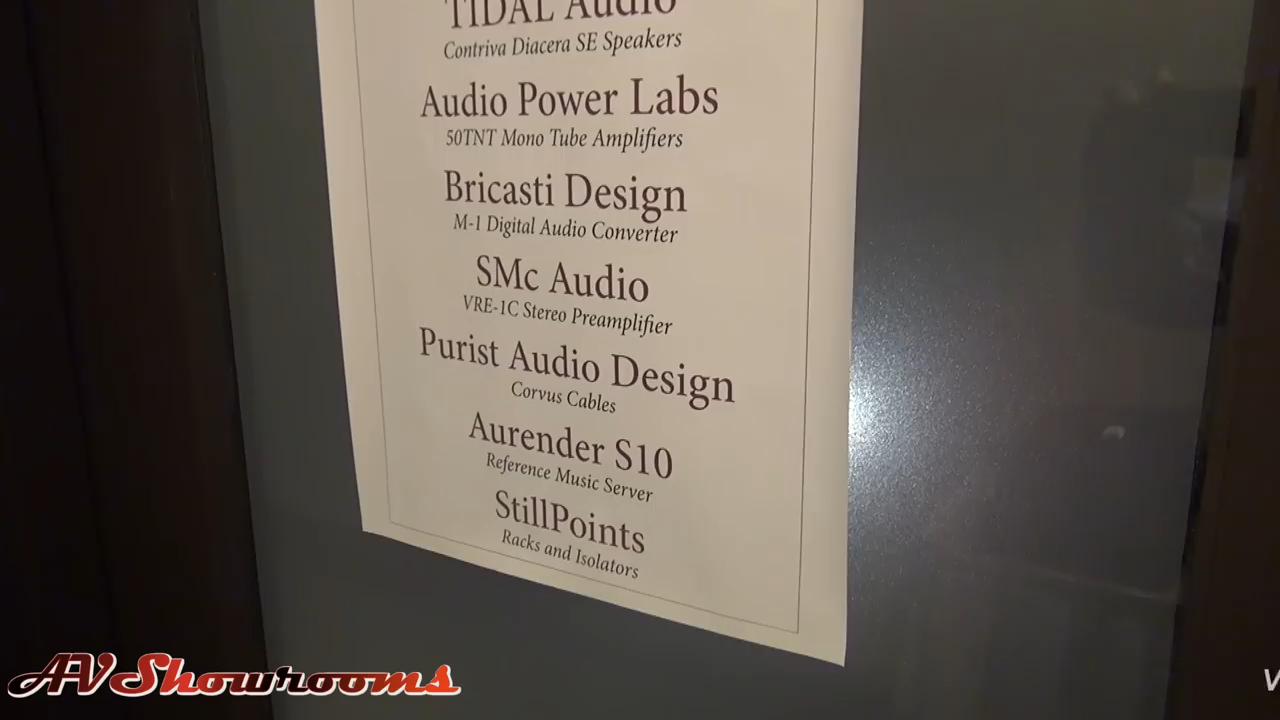 TIDAL Audio
Contriva Diacera SE Speakers
Audio Power Labs
50TNT Mono Tube Amplifiers
Bricasti Design
M-1 Digital Audio Converter
SMc Audio
VRE-1C Stereo Preamplifier
Purist Audio Design
Corvus Cables
Aurender S10
Reference Music Server
StillPoints
Racks and Isolators
AVShowrooms
V